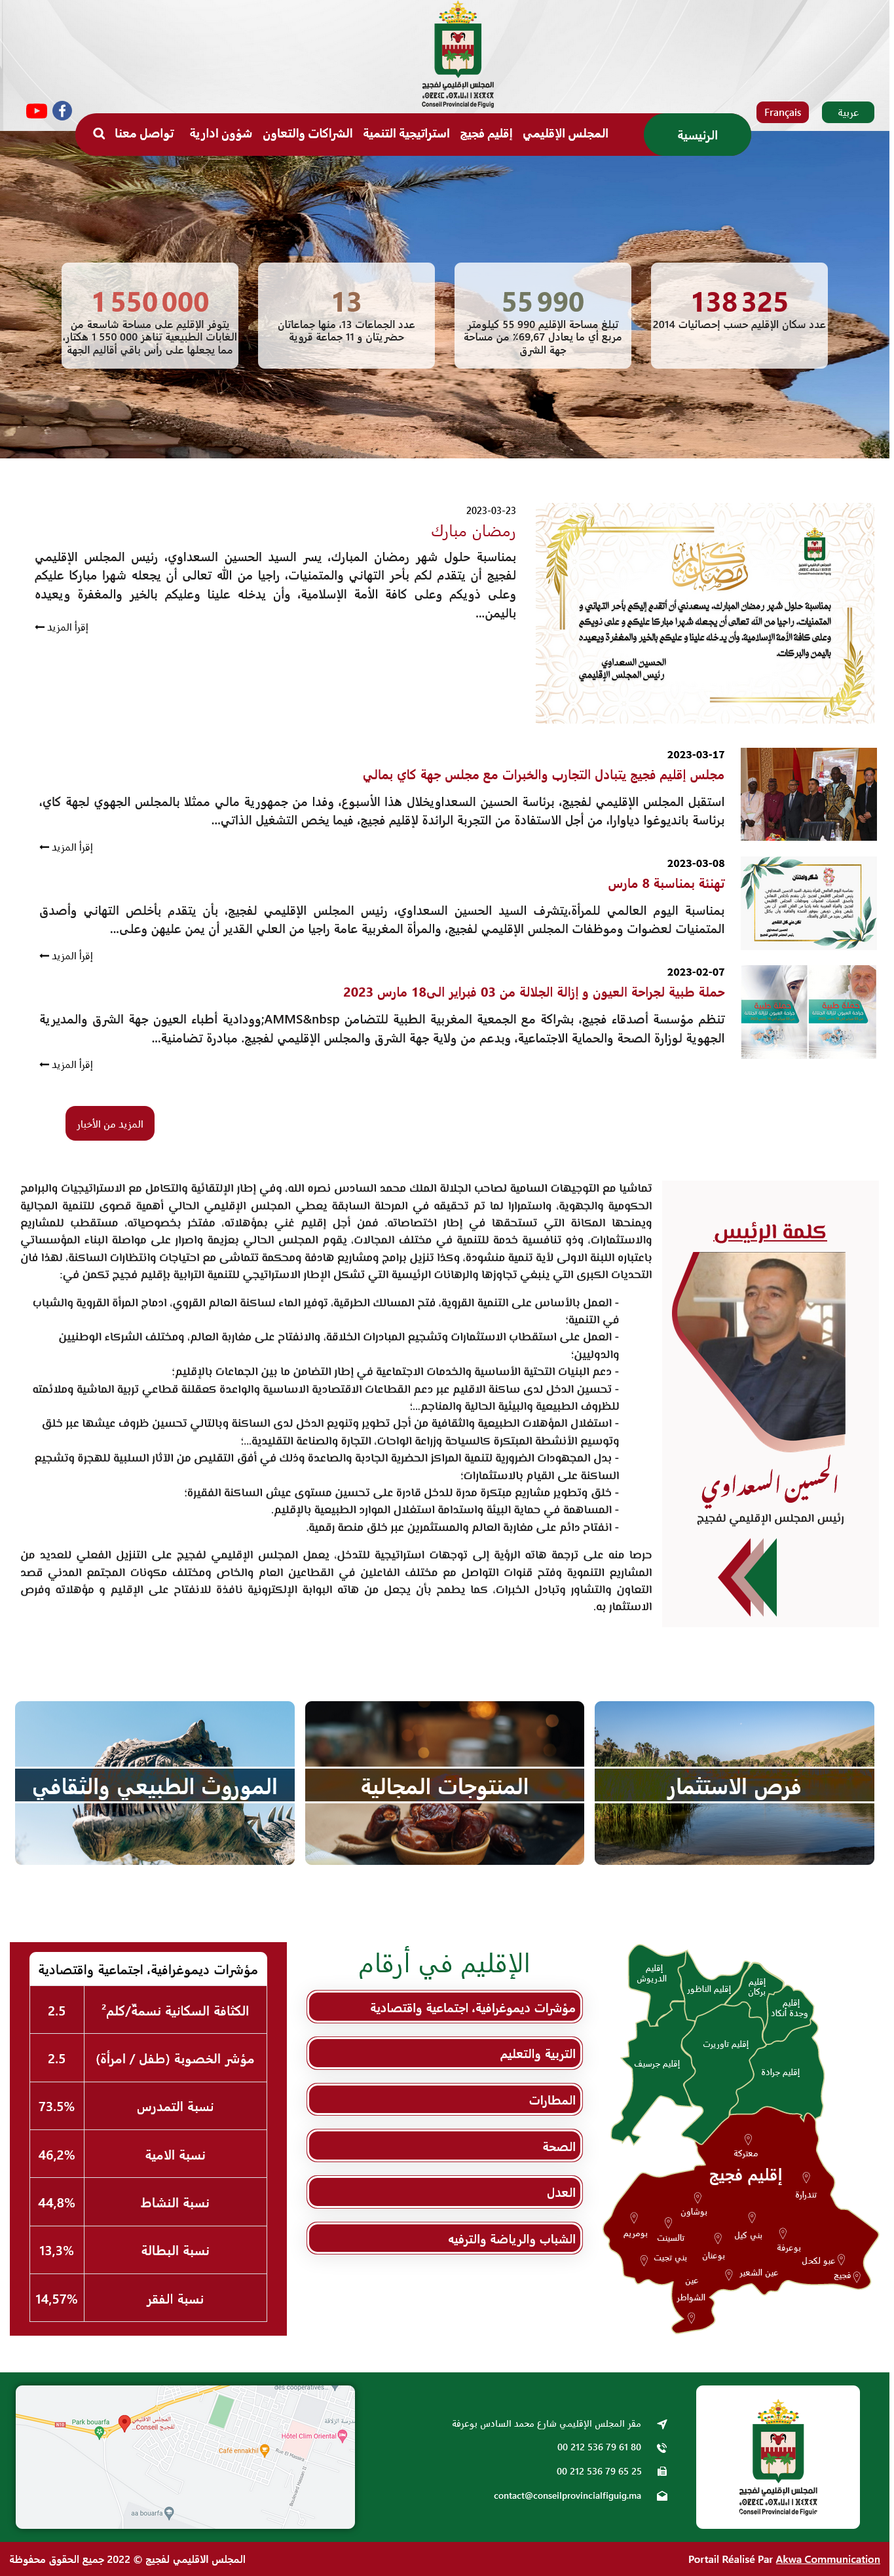 المجلس الإقليمي لفجيج
Conseil Provincial de Figuig
عربية
Français
الرئيسية
المجلس الإقليمي
إقليم فجيج
استراتيجية التنمية
الشراكات والتعاون
شؤون ادارية
تواصل معنا
138 325
عدد سكان الإقليم حسب إحصائيات 2014
55 990
تبلغ مساحة الإقليم 990 55 كيلومتر
مربع أي ما يعادل 69,67٪ من مساحة
جهة الشرق
13
عدد الجماعات 13، منها جماعاتان
حضريتان و 11 جماعة قروية
1 550 000
يتوفر الإقليم على مساحة شاسعة من
الغابات الطبيعية تناهز 000 550 1 هكتار،
مما يجعلها على رأس باقي أقاليم الجهة
المجلس الإقليمي لفجيج
رمضان
بمناسبة حلول شهر رمضان المبارك، يسعدني أن أتقدم إليكم بأحر التهاني و
المتمنيات، راجيا من الله تعالى أن يجعله شهرا مباركا عليكم و على ذويكم
وعلى كافة الأمة الإسلامية، وأن يدخله علينا و عليكم بالخير والمغفرة ويعيده
باليمن والبركات.
الحسين السعداوي
رئيس المجلس الإقليمي
2023-03-23
رمضان مبارك
بمناسبة حلول شهر رمضان المبارك، يسر السيد الحسين السعداوي، رئيس المجلس الإقليمي
لفجيج أن يتقدم لكم بأحر التهاني والمتمنيات، راجيا من الله تعالى أن يجعله شهرا مباركا عليكم
وعلى ذويكم وعلى كافة الأمة الإسلامية، وأن يدخله علينا وعليكم بالخير والمغفرة ويعيده
باليمن...
إقرأ المزيد
2023-03-17
مجلس إقليم فجيج يتبادل التجارب والخبرات مع مجلس جهة كاي بمالي
استقبل المجلس الإقليمي لفجيج، برئاسة الحسين السعداويخلال هذا الأسبوع، وفدا من جمهورية مالي ممثلا بالمجلس الجهوي لجهة كاي،
برئاسة بانديوغوا دياوارا، من أجل الاستفادة من التجربة الرائدة لإقليم فجيج، فيما يخص التشغيل الذاتي...
إقرأ المزيد
2023-03-08
تهنئة بمناسبة 8 مارس
بمناسبة اليوم العالمي للمرأة،يتشرف السيد الحسين السعداوي، رئيس المجلس الإقليمي لفجيج، بأن يتقدم بأخلص التهاني وأصدق
المتمنيات لعضوات وموظفات المجلس الإقليمي لفجيج، والمرأة المغربية عامة راجيا من العلي القدير أن يمن عليهن وعلى...
إقرأ المزيد
شكر وامتنان
2023-02-07
حملة طبية لجراحة العيون و إزالة الجلالة من 03 فبراير الى18 مارس 2023
تنظم مؤسسة أصدقاء فجيج، بشراكة مع الجمعية المغربية الطبية للتضامن AMMS&nbsp;وودادية أطباء العيون جهة الشرق والمديرية
الجهوية لوزارة الصحة والحماية الاجتماعية، وبدعم من ولاية جهة الشرق والمجلس الإقليمي لفجيج. مبادرة تضامنية...
إقرأ المزيد
المزيد من الأخبار
كلمة الرئيس
الحسين السعداوي
رئيس المجلس الإقليمي لفجيج
تماشيا مع التوجيهات السامية لصاحب الجلالة الملك محمد السادس نصره الله، وفي إطار الإلتقائية والتكامل مع الاستراتيجيات والبرامج
الحكومية والجهوية، واستمرارا لما تم تحقيقه في المرحلة السابقة يعطي المجلس الإقليمي الحالي أهمية قصوى للتنمية المجالية
ويمنحها المكانة التي تستحقها في إطار اختصاصاته. فمن أجل إقليم غني بمؤهلاته، مفتخر بخصوصياته، مستقطب للمشاريع
والاستثمارات، وذو تنافسية خدمة للتنمية في مختلف المجالات، يقوم المجلس الحالي بعزيمة واصرار على مواصلة البناء المؤسساتي
باعتباره اللبنة الاولى لأية تنمية منشودة، وكذا تنزيل برامج ومشاريع هادفة ومحكمة تتماشى مع احتياجات وانتظارات الساكنة، لهذا فان
التحديات الكبرى التي ينبغي تجاوزها والرهانات الرئيسية التي تشكل الإطار الاستراتيجي للتنمية الترابية بإقليم فجيج تكمن في:
- العمل بالأساس على التنمية القروية، فتح المسالك الطرقية، توفير الماء لساكنة العالم القروي، ادماج المرأة القروية والشباب
في التنمية؛
- العمل على استقطاب الاستثمارات وتشجيع المبادرات الخلاقة، والانفتاح على مغاربة العالم، ومختلف الشركاء الوطنيين
والدوليين؛
- دعم البنيات التحتية الأساسية والخدمات الاجتماعية في إطار التضامن ما بين الجماعات بالإقليم؛
- تحسين الدخل لدى ساكنة الاقليم عبر دعم القطاعات الاقتصادية الاساسية والواعدة كعقلنة قطاعي تربية الماشية وملائمته
للظروف الطبيعية والبيئية الحالية والمناجم...؛
- استغلال المؤهلات الطبيعية والثقافية من أجل تطوير وتنويع الدخل لدى الساكنة وبالتالي تحسين ظروف عيشها عبر خلق
وتوسيع الأنشطة المبتكرة كالسياحة وزراعة الواحات، التجارة والصناعة التقليدية...؛
- بدل المجهودات الضرورية لتنمية المراكز الحضرية الجاذبة والصاعدة وذلك في أفق التقليص من الآثار السلبية للهجرة وتشجيع
الساكنة على القيام بالاستثمارات؛
- خلق وتطوير مشاريع مبتكرة مدرة للدخل قادرة على تحسين مستوى عيش الساكنة الفقيرة؛
- المساهمة في حماية البيئة واستدامة استغلال الموارد الطبيعية بالإقليم.
- انفتاح دائم على مغاربة العالم والمستثمرين عبر خلق منصة رقمية.
حرصا منه على ترجمة هاته الرؤية إلى توجهات استراتيجية للتدخل، يعمل المجلس الإقليمي لفجيج على التنزيل الفعلي للعديد من
المشاريع التنموية وفتح قنوات التواصل مع مختلف الفاعلين في القطاعين العام والخاص ومختلف مكونات المجتمع المدني قصد
التعاون والتشاور وتبادل الخبرات، كما يطمح بأن يجعل من هاته البوابة الإلكترونية نافذة للانفتاح على الإقليم و مؤهلاته وفرص
الاستثمار به.
فرص الاستثمار
المنتوجات المجالية
الموروث الطبيعي والثقافي
إقليم
الدريوش
إقليم الناظور
إقليم
بركان
إقليم
وجدة أنكاد
إقليم تاوريرت
إقليم جرسيف
إقليم جرادة
معتركة
إقليم فجيج
تندرارة
بوشاون
بومريم
تالسينت
بني كيل
بوعرفة
بني تجيت
بوعنان
عبو لكحل
عين الشعير
فجيج
عين
الشواطر
الإقليم في أرقام
مؤشرات ديموغرافية، اجتماعية واقتصادية
التربية والتعليم
المطارات
الصحة
العدل
الشباب والرياضة والترفيه
مؤشرات ديموغرافية، اجتماعية واقتصادية
الكثافة السكانية نسمةً/كلم² 2.5
مؤشر الخصوبة (طفل / امرأة) 2.5
نسبة التمدرس 73.5%
نسبة الامية 46,2%
نسبة النشاط 44,8%
نسبة البطالة 13,3%
نسبة الفقر 14,57%
المجلس الإقليمي لفجيج
Conseil Provincial de Figuig
مقر المجلس الإقليمي شارع محمد السادس بوعرفة
00 212 536 79 61 80
00 212 536 79 65 25
contact@conseilprovincialfiguig.ma
des coopératives...
Park bouarfa
المجلس الاقليمي
لفجيج Conseil...
Hôtel Clim Oriental
Café ennakhil
Rue El Massira
Boulevard Hassan II
aa bouarfa
Portail Réalisé Par Akwa Communication
المجلس الاقليمي لفجيج © 2022 جميع الحقوق محفوظة